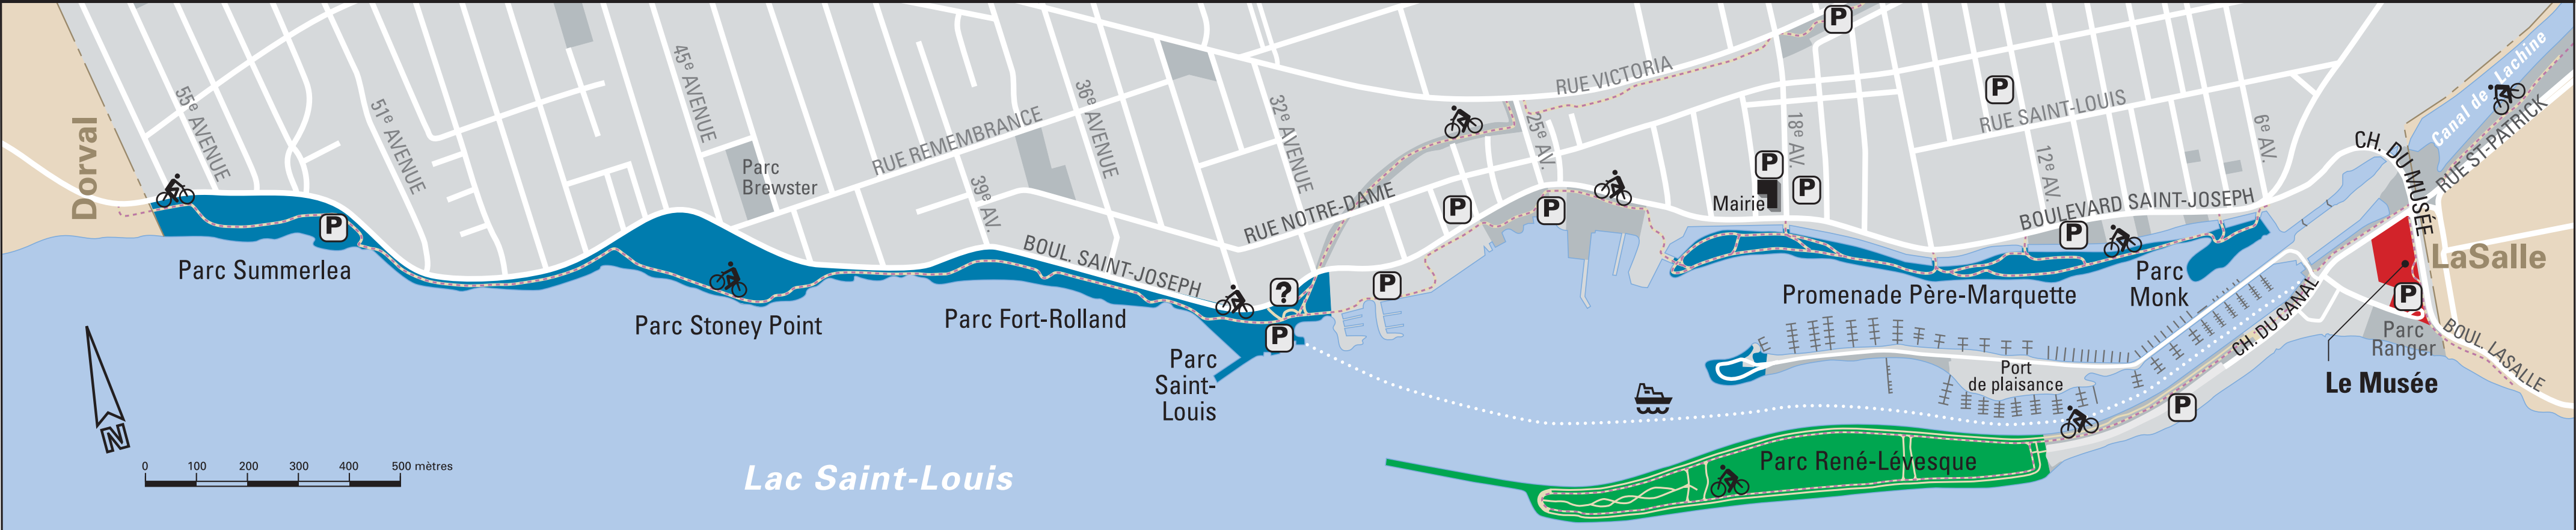 Dorval
55e AVENUE
51e AVENUE
45e AVENUE
Parc
Brewster
RUE REMEMBRANCE
39e AV.
36e AVENUE
32e AVENUE
RUE NOTRE-DAME
BOUL. SAINT-JOSEPH
RUE VICTORIA
25e AV.
18e AV.
Mairie
RUE SAINT-LOUIS
12e AV.
6e AV.
BOULEVARD SAINT-JOSEPH
CH. DU MUSÉE
Canal de Lachine
RUE ST-PATRICK
LaSalle
P
P
P
P
P
P
P
P
P
P
P
P
?
Parc Summerlea
Parc Stoney Point
Parc Fort-Rolland
Parc
Saint-
Louis
Promenade Père-Marquette
Parc
Monk
CH. DU CANAL
Parc
Ranger
BOUL. LASALLE
Le Musée
Port
de plaisance
Parc René-Lévesque
Lac Saint-Louis
N
0 100 200 300 400 500 mètres